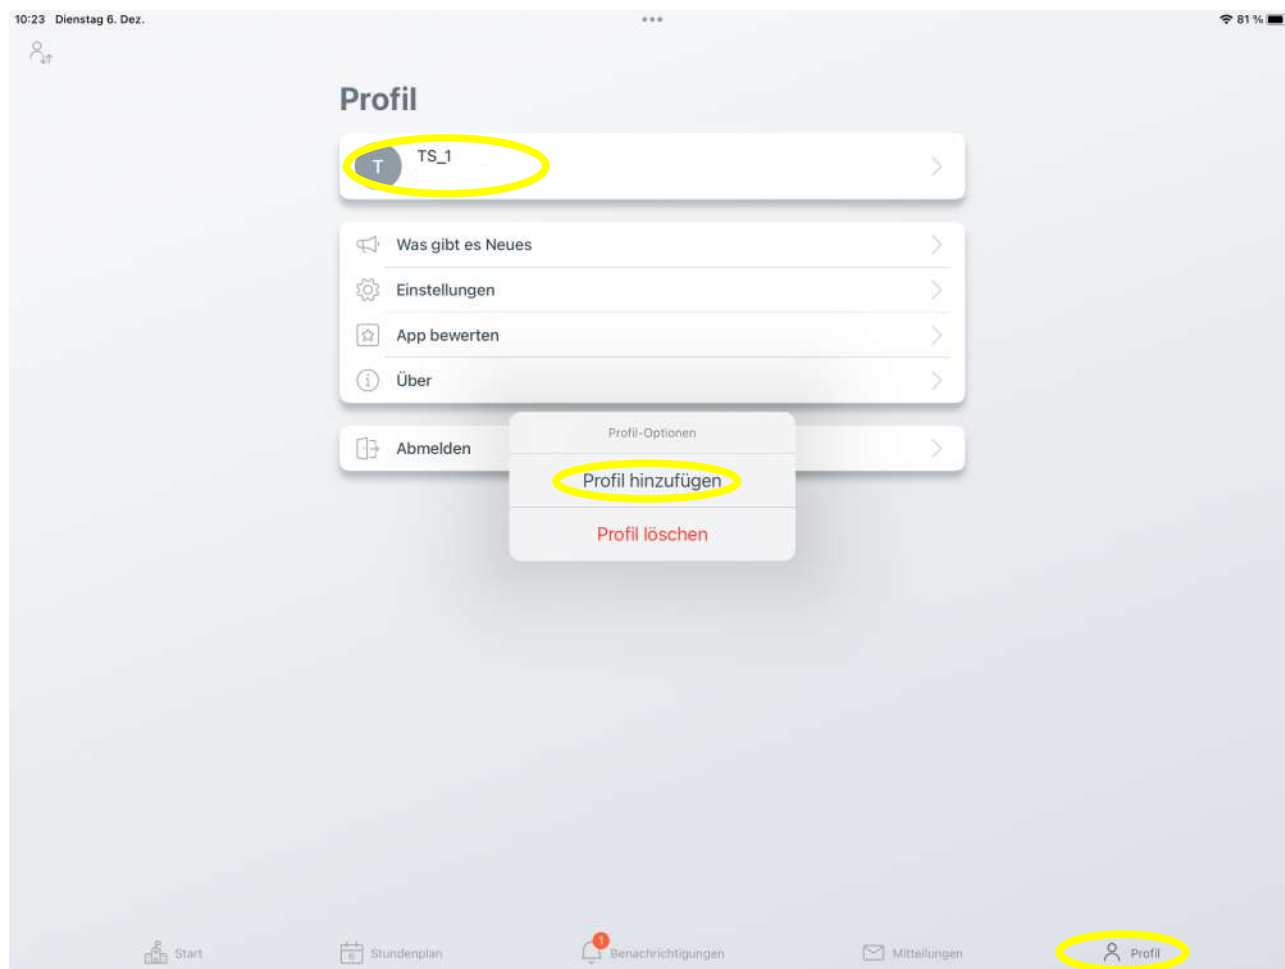 10:23 Dienstag 6. Dez.
81 %
Profil
T
TS_1
Was gibt es Neues
Einstellungen
App bewerten
i
Über
Abmelden
Profil-Optionen
Profil hinzufügen
Profil löschen
Start
6
Stundenplan
1
Benachrichtigungen
Mitteilungen
Profil